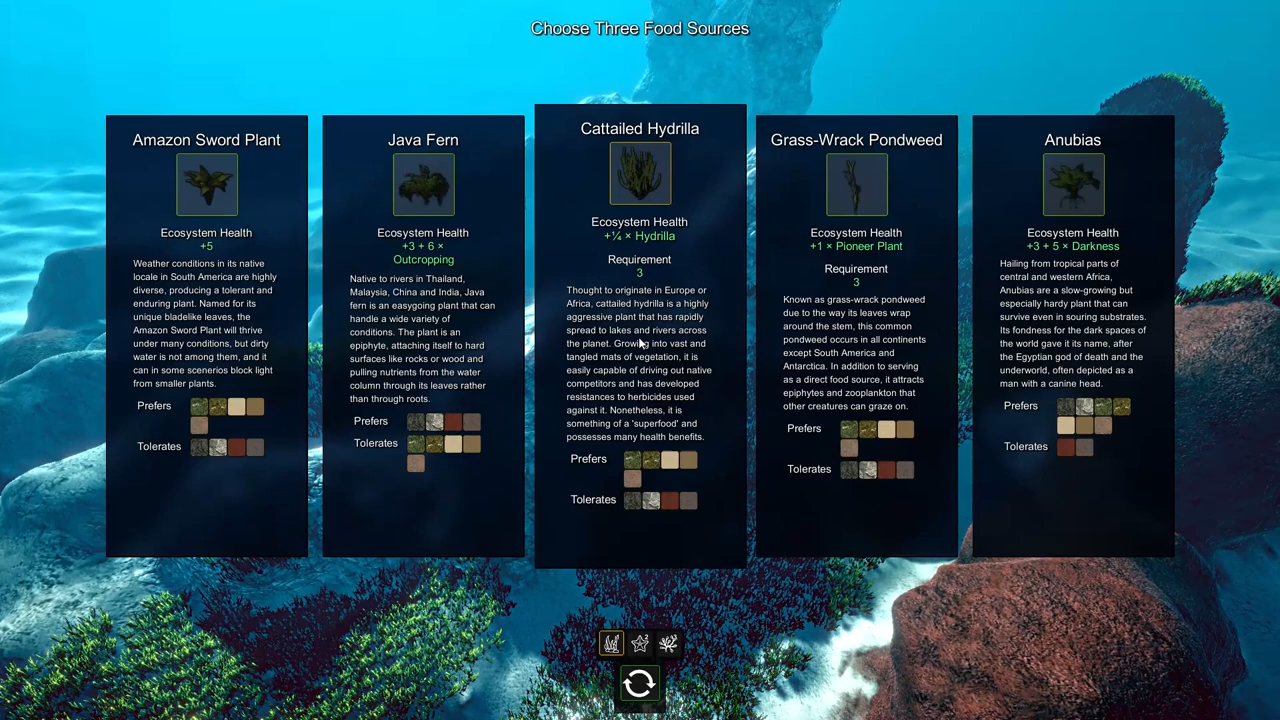 Choose Three Food Sources
Amazon Sword Plant
Ecosystem Health
+5
Weather conditions in its native
locale in South America are highly
diverse, producing a tolerant and
enduring plant. Named for its
unique bladelike leaves, the
Amazon Sword Plant will thrive
under many conditions, but dirty
water is not among them, and it
can in some scenerios block light
from smaller plants.
Prefers
Tolerates
Java Fern
Ecosystem Health
+3 + 6 ×
Outcropping
Native to rivers in Thailand,
Malaysia, China and India, Java
fern is an easygoing plant that can
handle a wide variety of
conditions. The plant is an
epiphyte, attaching itself to hard
surfaces like rocks or wood and
pulling nutrients from the water
column through its leaves rather
than through roots.
Prefers
Tolerates
Cattailed Hydrilla
Ecosystem Health
+¼ × Hydrilla
Requirement
3
Thought to originate in Europe or
Africa, cattailed hydrilla is a highly
aggressive plant that has rapidly
spread to lakes and rivers across
the planet. Growing into vast and
tangled mats of vegetation, it is
easily capable of driving out native
competitors and has developed
resistances to herbicides used
against it. Nonetheless, it is
something of a 'superfood' and
possesses many health benefits.
Prefers
Tolerates
Grass-Wrack Pondweed
Ecosystem Health
+1 × Pioneer Plant
Requirement
3
Known as grass-wrack pondweed
due to the way its leaves wrap
around the stem, this common
pondweed occurs in all continents
except South America and
Antarctica. In addition to serving
as a direct food source, it attracts
epiphytes and zooplankton that
other creatures can graze on.
Prefers
Tolerates
Anubias
Ecosystem Health
+3 + 5 × Darkness
Hailing from tropical parts of
central and western Africa,
Anubias are a slow-growing but
especially hardy plant that can
survive even in souring substrates.
Its fondness for the dark spaces of
the world gave it its name, after
the Egyptian god of death and the
underworld, often depicted as a
man with a canine head.
Prefers
Tolerates